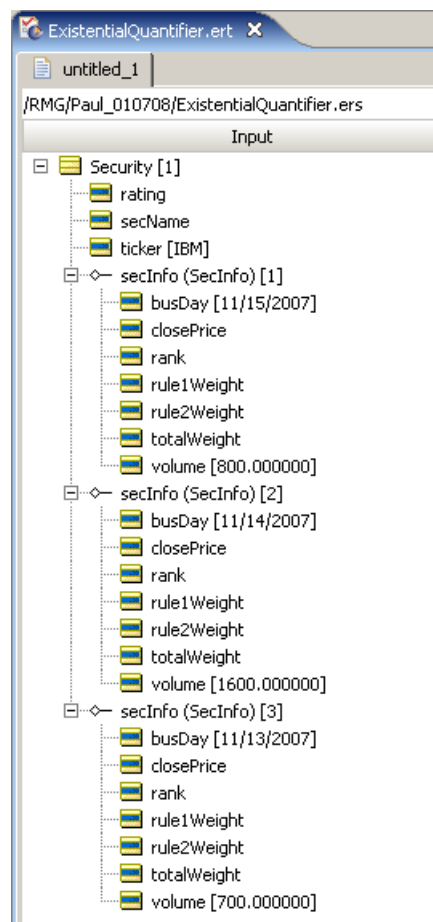 ExistentialQuantifier.ert
untitled_1
/RMG/Paul_010708/ExistentialQuantifier.ers
Input
Security [1]
rating
secName
ticker [IBM]
secInfo (SecInfo) [1]
busDay [11/15/2007]
closePrice
rank
rule1Weight
rule2Weight
totalWeight
volume [800.000000]
secInfo (SecInfo) [2]
busDay [11/14/2007]
closePrice
rank
rule1Weight
rule2Weight
totalWeight
volume [1600.000000]
secInfo (SecInfo) [3]
busDay [11/13/2007]
closePrice
rank
rule1Weight
rule2Weight
totalWeight
volume [700.000000]